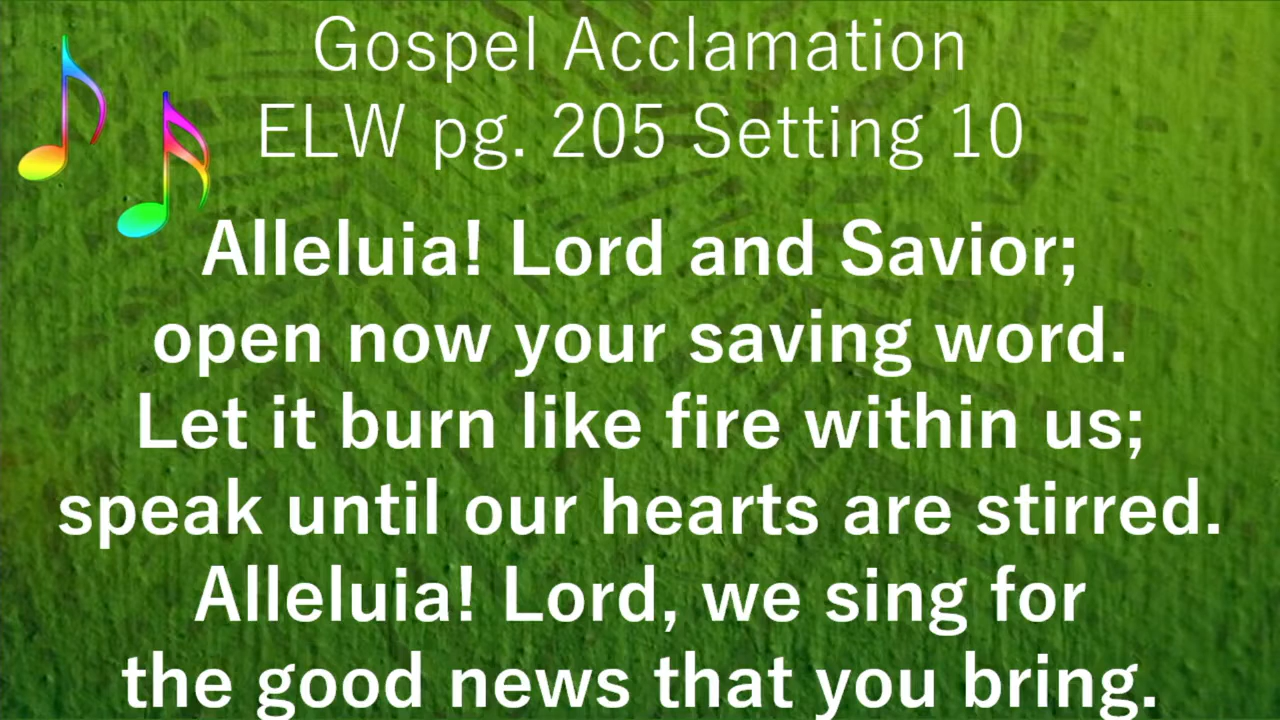 Gospel Acclamation
ELW pg. 205 Setting 10
Alleluia! Lord and Savior;
open now your saving word.
Let it burn like fire within us;
speak until our hearts are stirred.
Alleluia! Lord, we sing for
the good news that you bring.